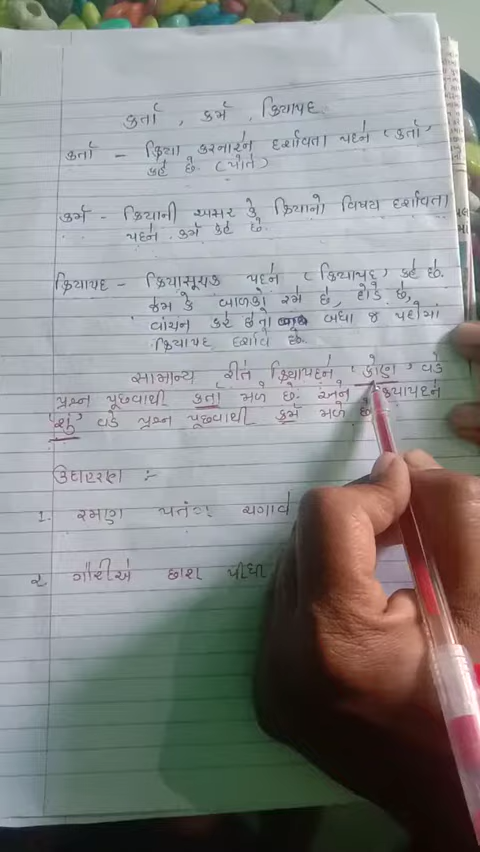 કર્તા , કર્મ , ક્રિયાપદ
કર્તા - ક્રિયા કરનારને દર્શાવતા પદને 'કર્તા'
કહે છે. (પોતે)
કર્મ - ક્રિયાની અસર કે ક્રિયાનો વિષય દર્શાવતા
પદને કર્મ કહે છે.
ક્રિયાપદ - ક્રિયાસૂચક પદને (ક્રિયાપદ) કહે છે.
જેમ કે બાળકો રમે છે, દોડે છે,
વાંચન કરે છે તો બધા જ પદોમાં
ક્રિયાપદ દર્શાવે છે.
સામાન્ય રીતે ક્રિયાપદને 'કોણ' વડે
પ્રશ્ન પૂછવાથી કર્તા મળે છે. અને ક્રિયાપદને
'શું' વડે પ્રશ્ન પૂછવાથી કર્મ મળે છે
ઉદાહરણ :-
1. રમણ પતંગ ચગાવે
૨ ગૌરીએ છાશ પીધી